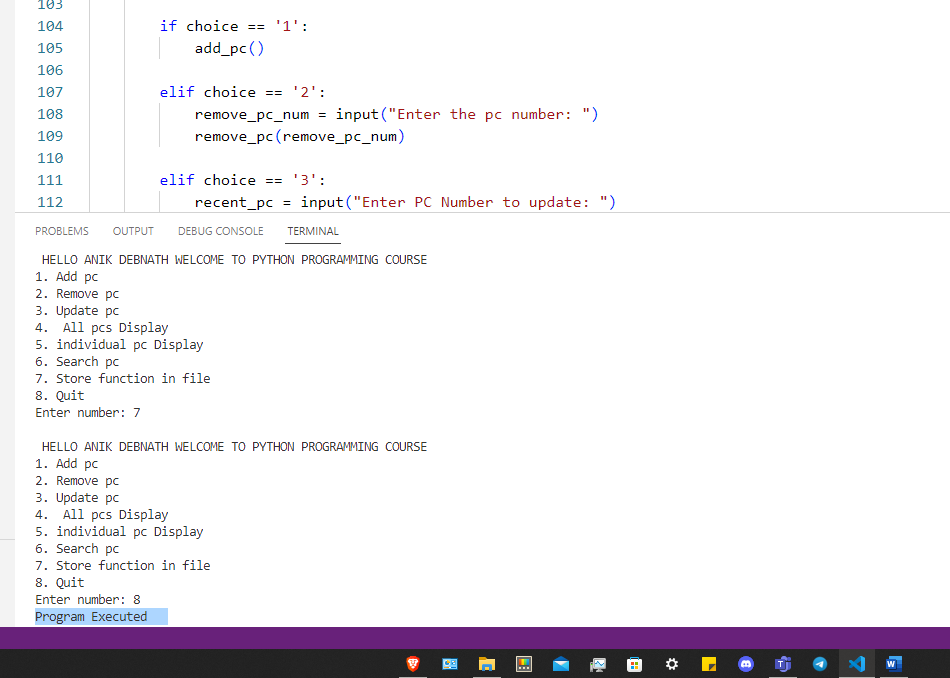 103
104 if choice == '1':
105 add_pc()
106
107 elif choice == '2':
108 remove_pc_num = input("Enter the pc number: ")
109 remove_pc(remove_pc_num)
110
111 elif choice == '3':
112 recent_pc = input("Enter PC Number to update: ")
PROBLEMS OUTPUT DEBUG CONSOLE TERMINAL
HELLO ANIK DEBNATH WELCOME TO PYTHON PROGRAMMING COURSE
1. Add pc
2. Remove pc
3. Update pc
4.  All pcs Display
5. individual pc Display
6. Search pc
7. Store function in file
8. Quit
Enter number: 7
HELLO ANIK DEBNATH WELCOME TO PYTHON PROGRAMMING COURSE
1. Add pc
2. Remove pc
3. Update pc
4.  All pcs Display
5. individual pc Display
6. Search pc
7. Store function in file
8. Quit
Enter number: 8
Program Executed